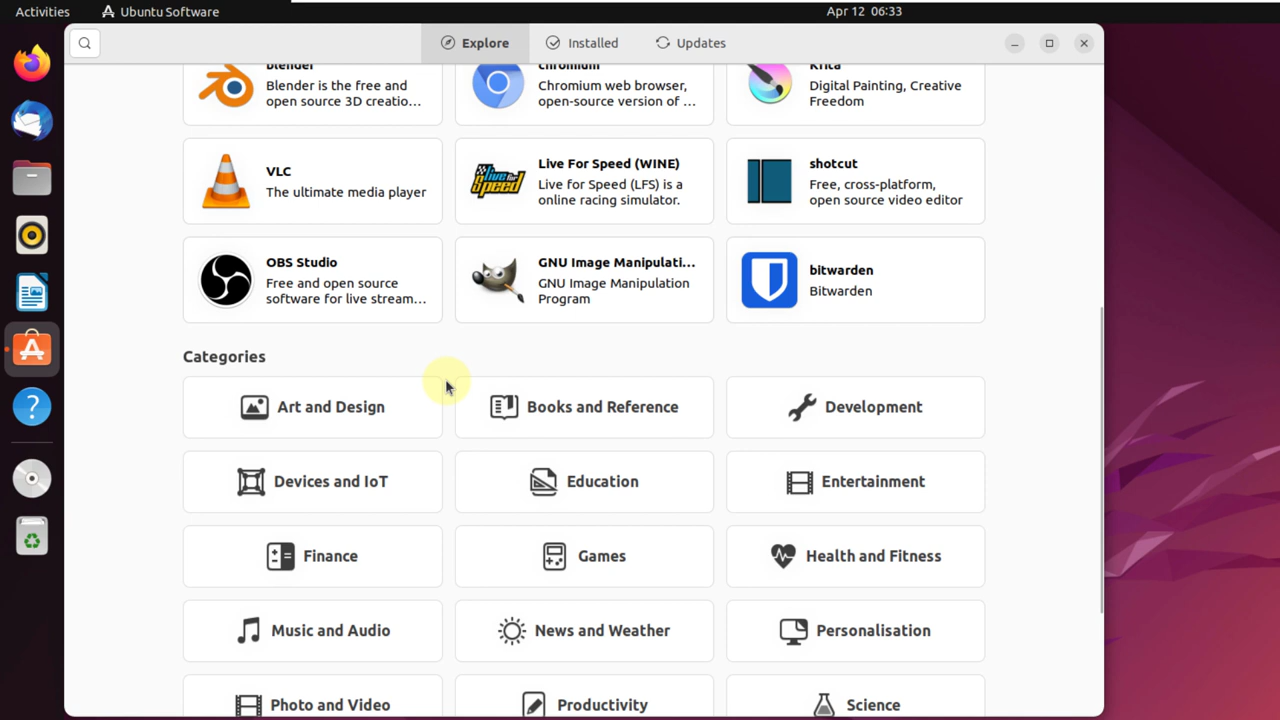 Activities
Ubuntu Software
Apr 12 06:33
Explore
Installed
Updates
blender
Blender is the free and
open source 3D creatio...
chromium
Chromium web browser,
open-source version of ...
Krita
Digital Painting, Creative
Freedom
VLC
The ultimate media player
Live For Speed (WINE)
Live for Speed (LFS) is a
online racing simulator.
shotcut
Free, cross-platform,
open source video editor
OBS Studio
Free and open source
software for live stream...
GNU Image Manipulati...
GNU Image Manipulation
Program
bitwarden
Bitwarden
Categories
Art and Design
Books and Reference
Development
Devices and IoT
Education
Entertainment
Finance
Games
Health and Fitness
Music and Audio
News and Weather
Personalisation
Photo and Video
Productivity
Science